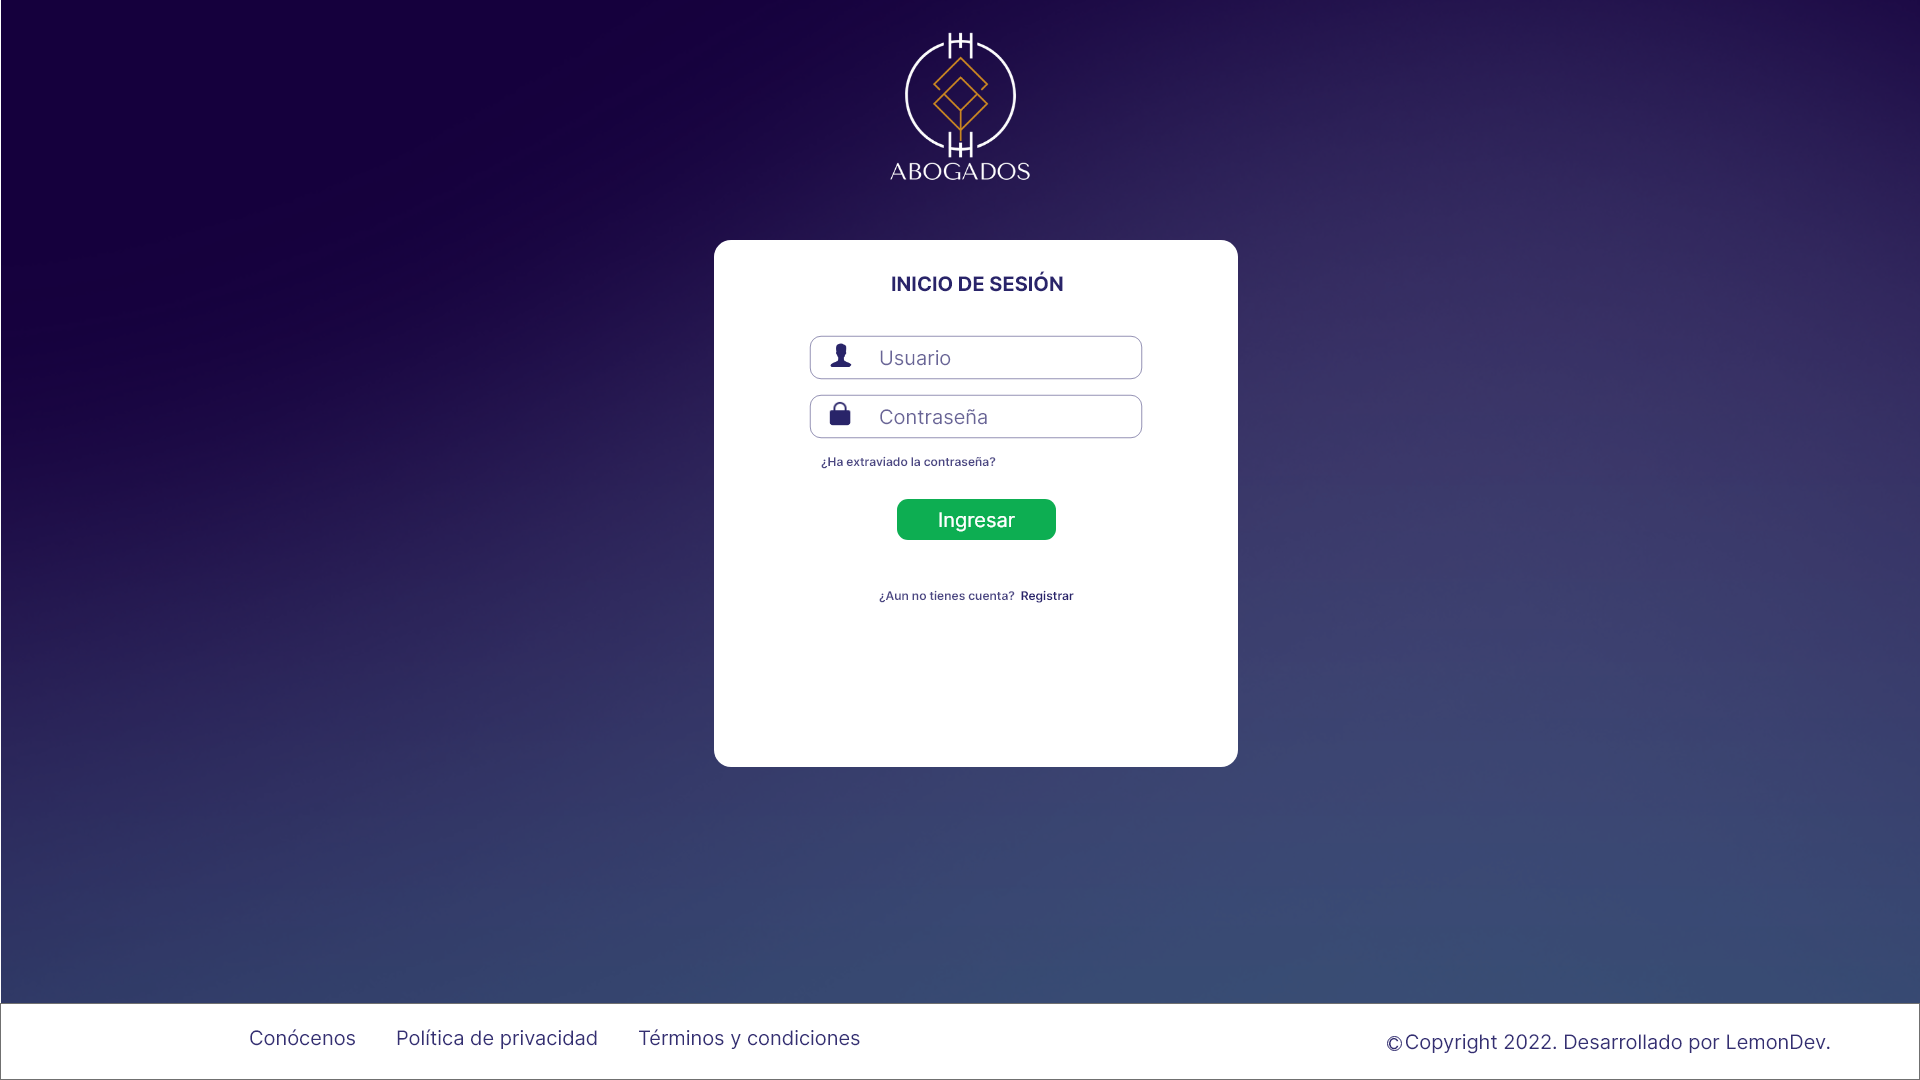 ABOGADOS
INICIO DE SESIÓN
Usuario
Contraseña
¿Ha extraviado la contraseña?
Ingresar
¿Aun no tienes cuenta? Registrar
Conócenos Política de privacidad Términos y condiciones
©Copyright 2022. Desarrollado por LemonDev.